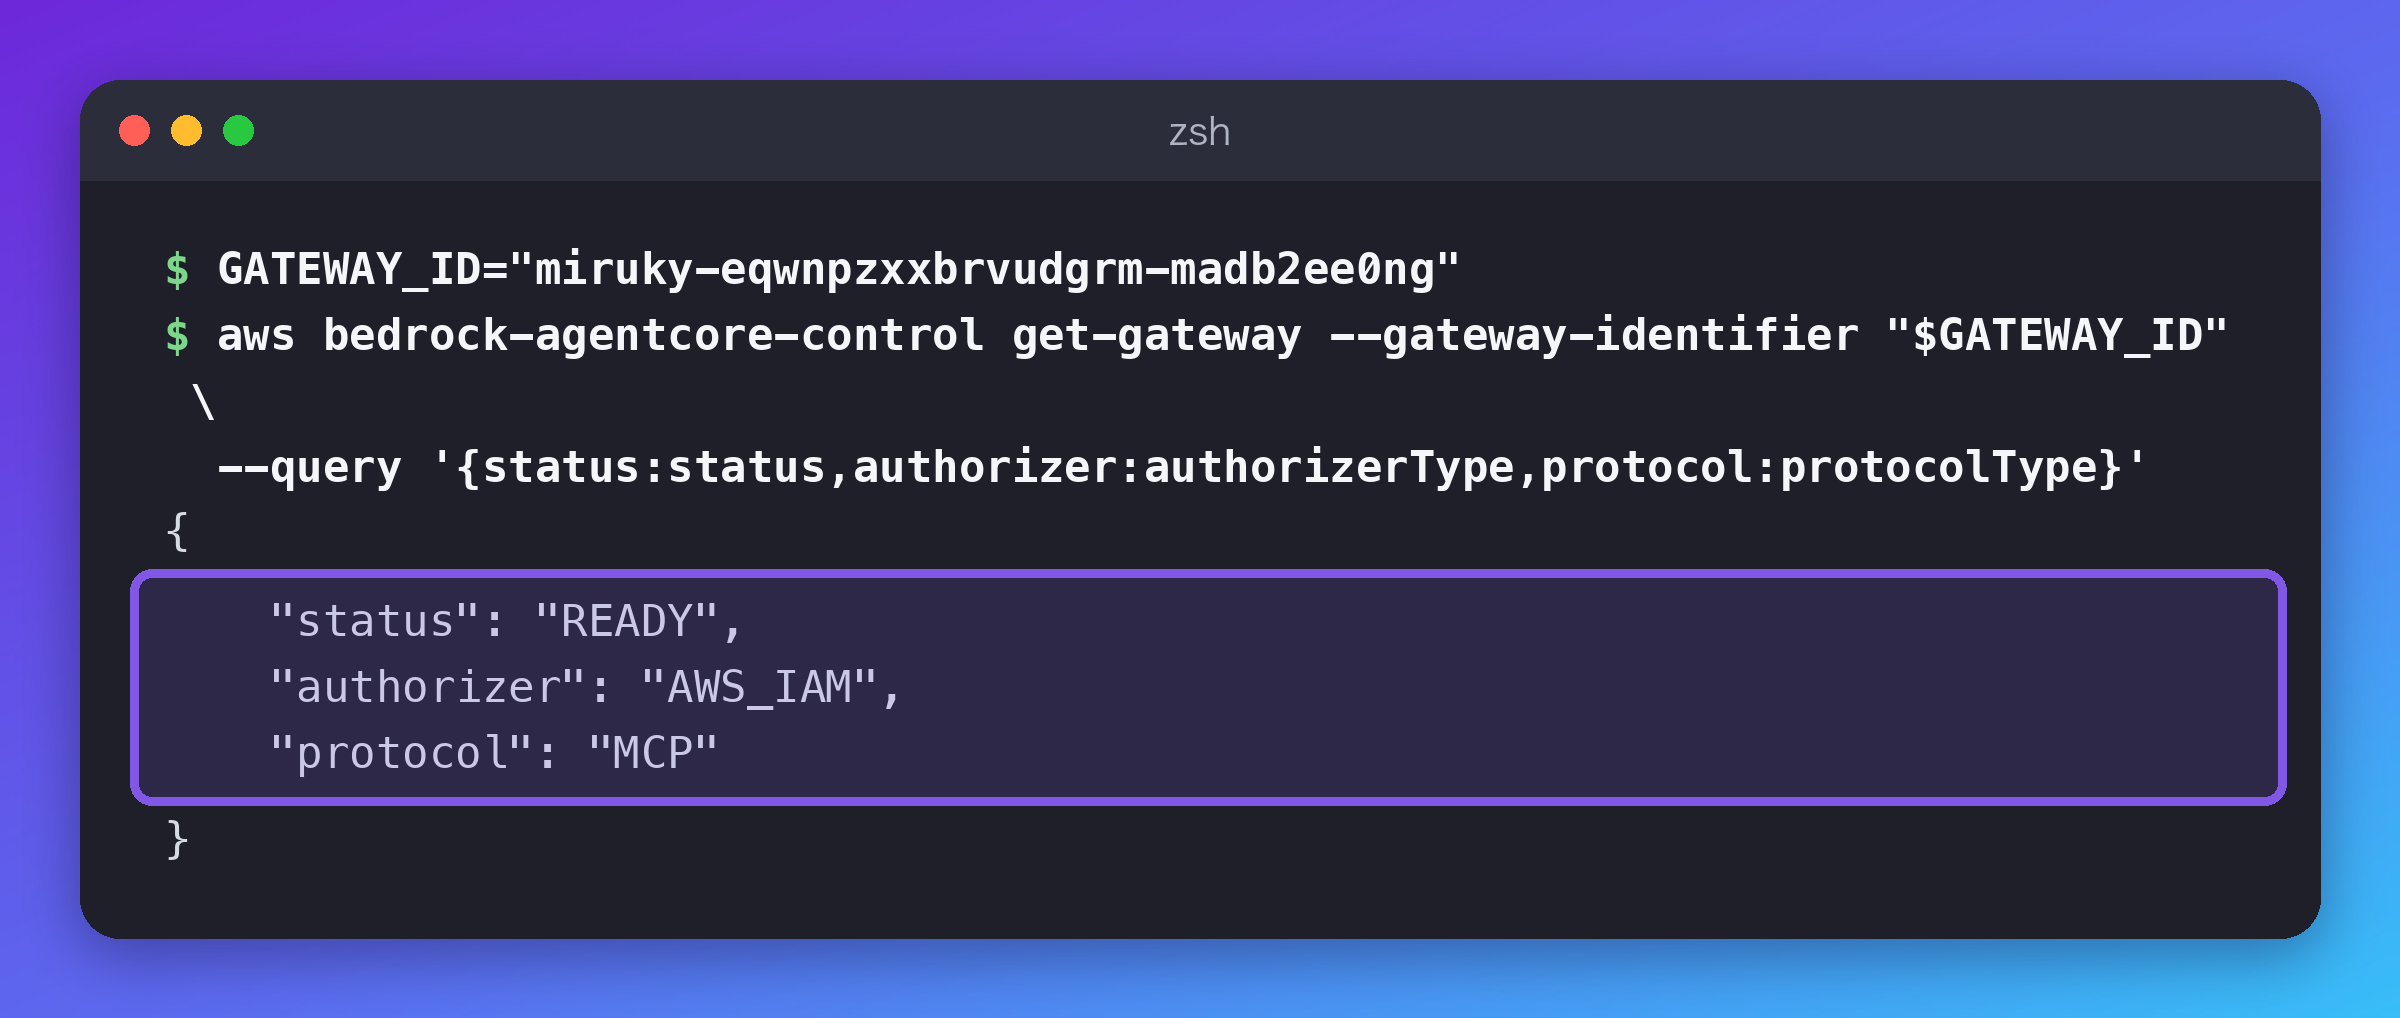 zsh
$ GATEWAY_ID="miruky-eqwnpzxxbrvudgrm-madb2ee0ng"
$ aws bedrock-agentcore-control get-gateway --gateway-identifier "$GATEWAY_ID"
 \
  --query '{status:status,authorizer:authorizerType,protocol:protocolType}'
{
    "status": "READY",
    "authorizer": "AWS_IAM",
    "protocol": "MCP"
}